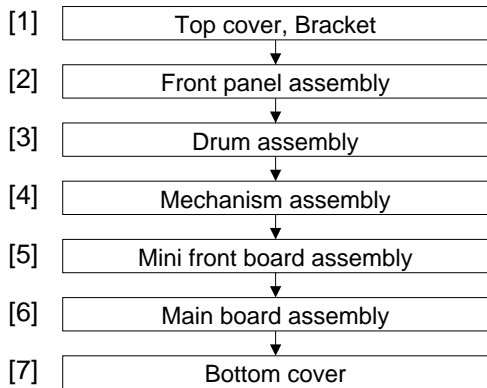 [1] Top cover, Bracket
[2] Front panel assembly
[3] Drum assembly
[4] Mechanism assembly
[5] Mini front board assembly
[6] Main board assembly
[7] Bottom cover